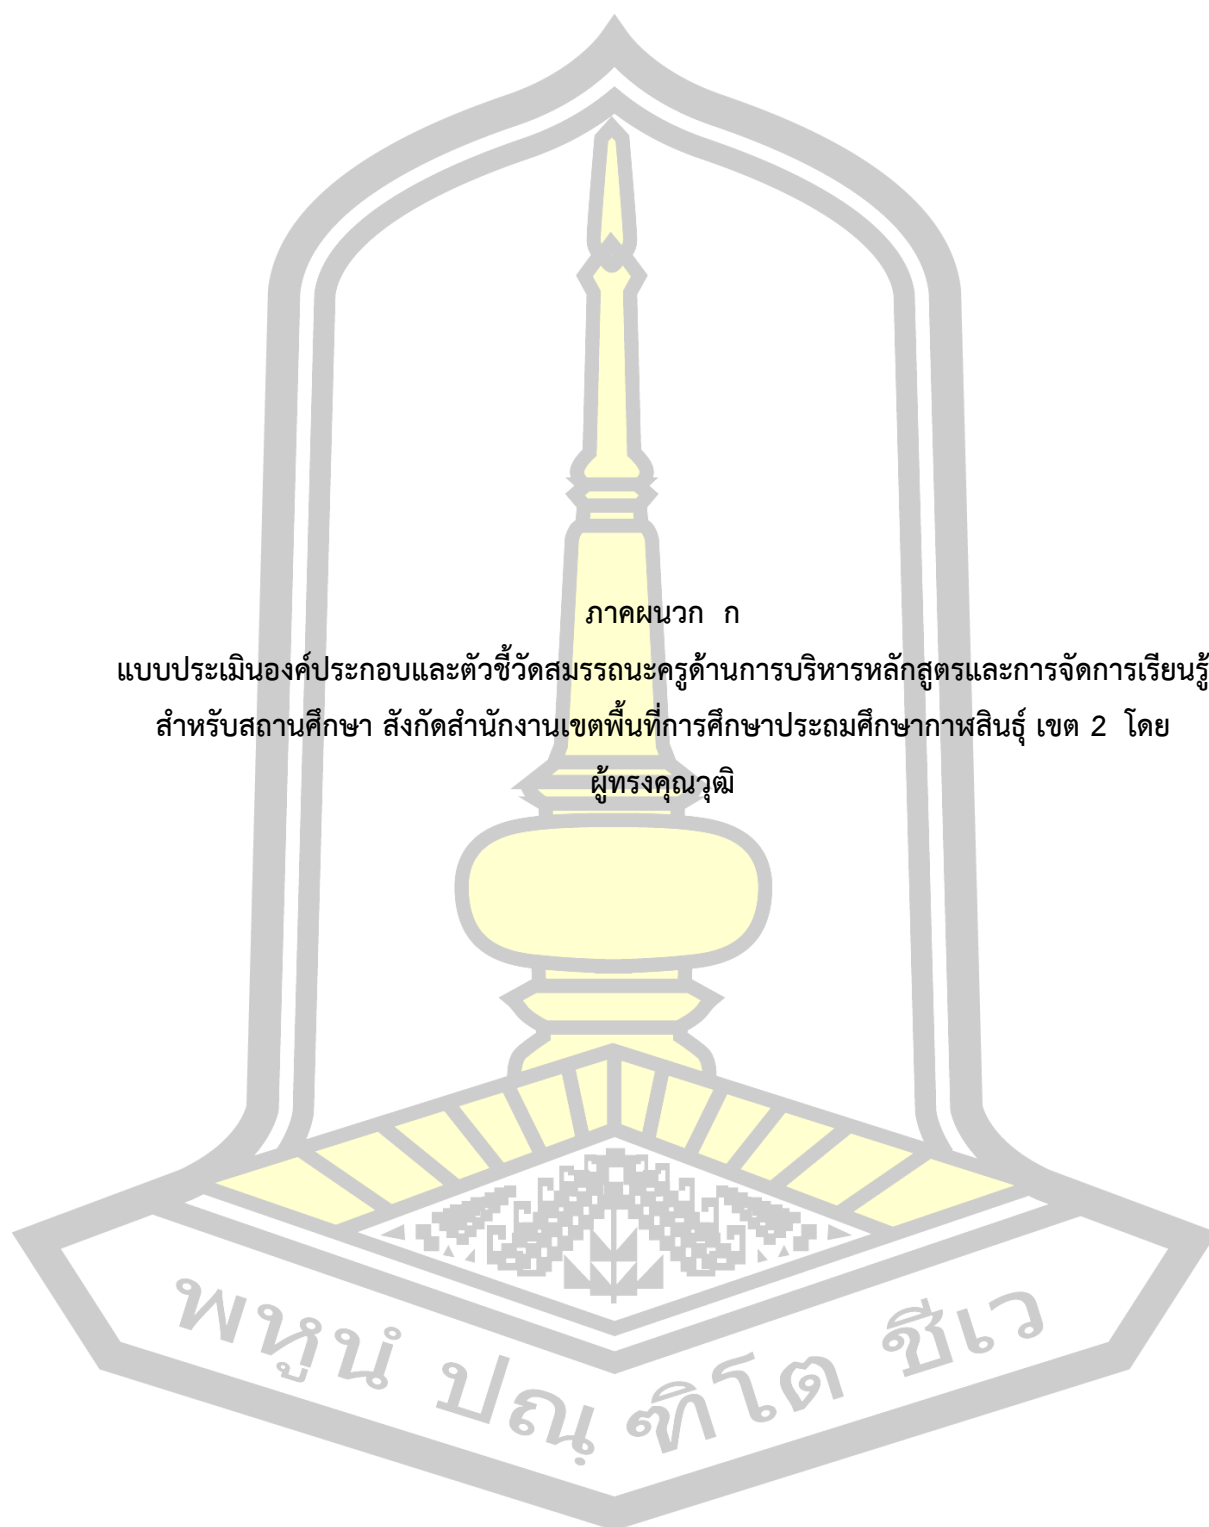 ภาคผนวก ก
แบบประเมินองค์ประกอบและตัวชี้วัดสมรรถนะครูด้านการบริหารหลักสูตรและการจัดการเรียนรู้
สำหรับสถานศึกษา สังกัดสำนักงานเขตพื้นที่การศึกษาประถมศึกษากาฬสินธุ์ เขต 2 โดย
ผู้ทรงคุณวุฒิ
พหูนํ ปณฺ ฑิโต ชีเว